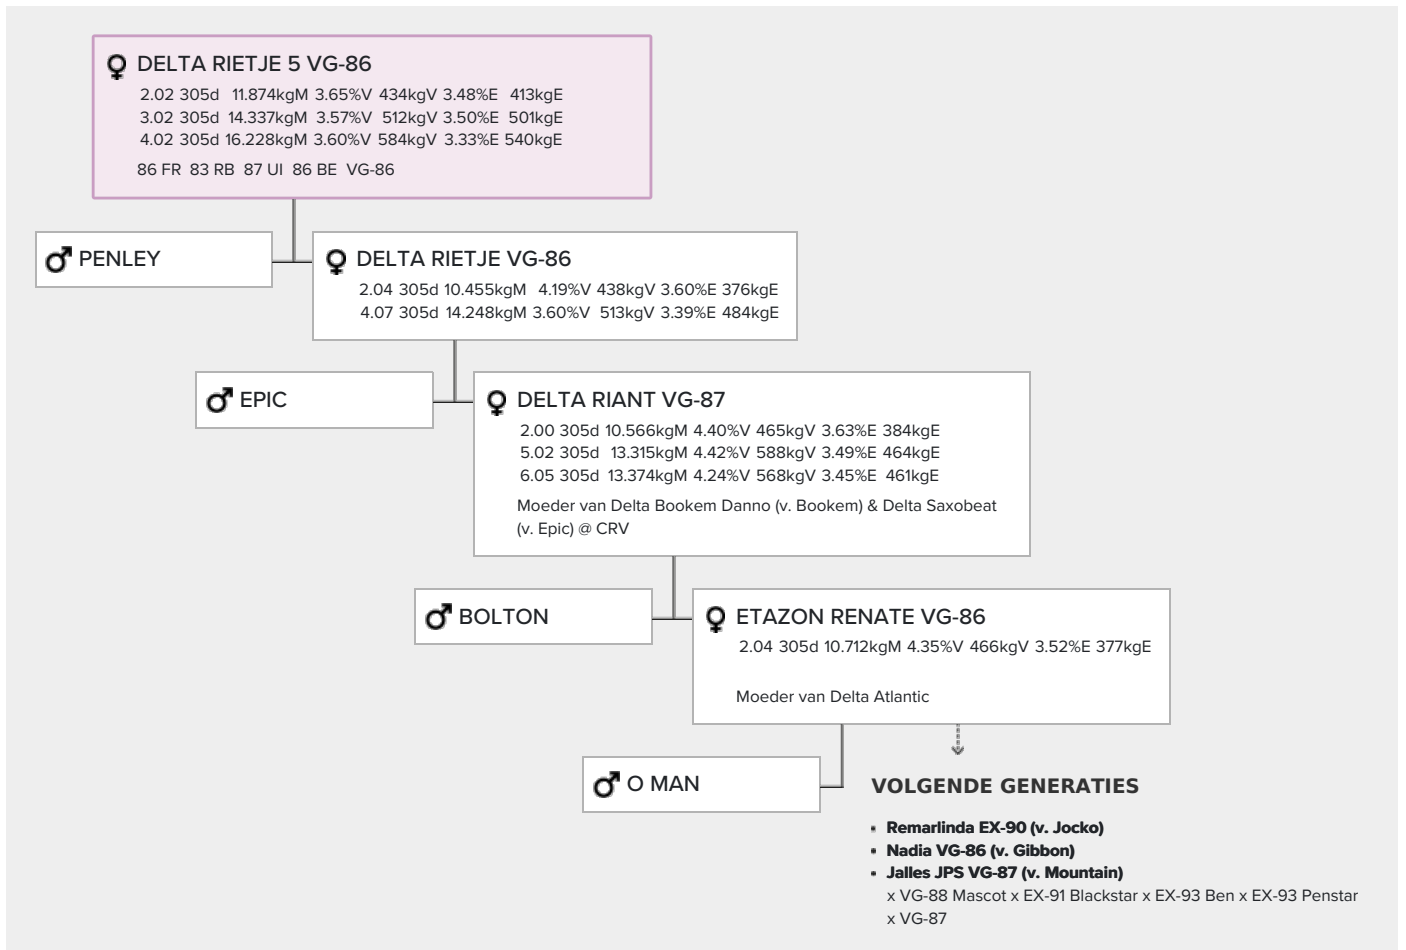 DELTA RIETJE 5 VG-86
2.02 305d 11.874kgM 3.65%V 434kgV 3.48%E 413kgE
3.02 305d 14.337kgM 3.57%V 512kgV 3.50%E 501kgE
4.02 305d 16.228kgM 3.60%V 584kgV 3.33%E 540kgE
86 FR 83 RB 87 UI 86 BE VG-86
PENLEY
DELTA RIETJE VG-86
2.04 305d 10.455kgM 4.19%V 438kgV 3.60%E 376kgE
4.07 305d 14.248kgM 3.60%V 513kgV 3.39%E 484kgE
EPIC
DELTA RIANT VG-87
2.00 305d 10.566kgM 4.40%V 465kgV 3.63%E 384kgE
5.02 305d 13.315kgM 4.42%V 588kgV 3.49%E 464kgE
6.05 305d 13.374kgM 4.24%V 568kgV 3.45%E 461kgE
Moeder van Delta Bookem Danno (v. Bookem) & Delta Saxobeat
(v. Epic) @ CRV
BOLTON
ETAZON RENATE VG-86
2.04 305d 10.712kgM 4.35%V 466kgV 3.52%E 377kgE
Moeder van Delta Atlantic
O MAN
VOLGENDE GENERATIES
▪ Remarlinda EX-90 (v. Jocko)
▪ Nadia VG-86 (v. Gibbon)
▪ Jalles JPS VG-87 (v. Mountain)
x VG-88 Mascot x EX-91 Blackstar x EX-93 Ben x EX-93 Penstar
x VG-87